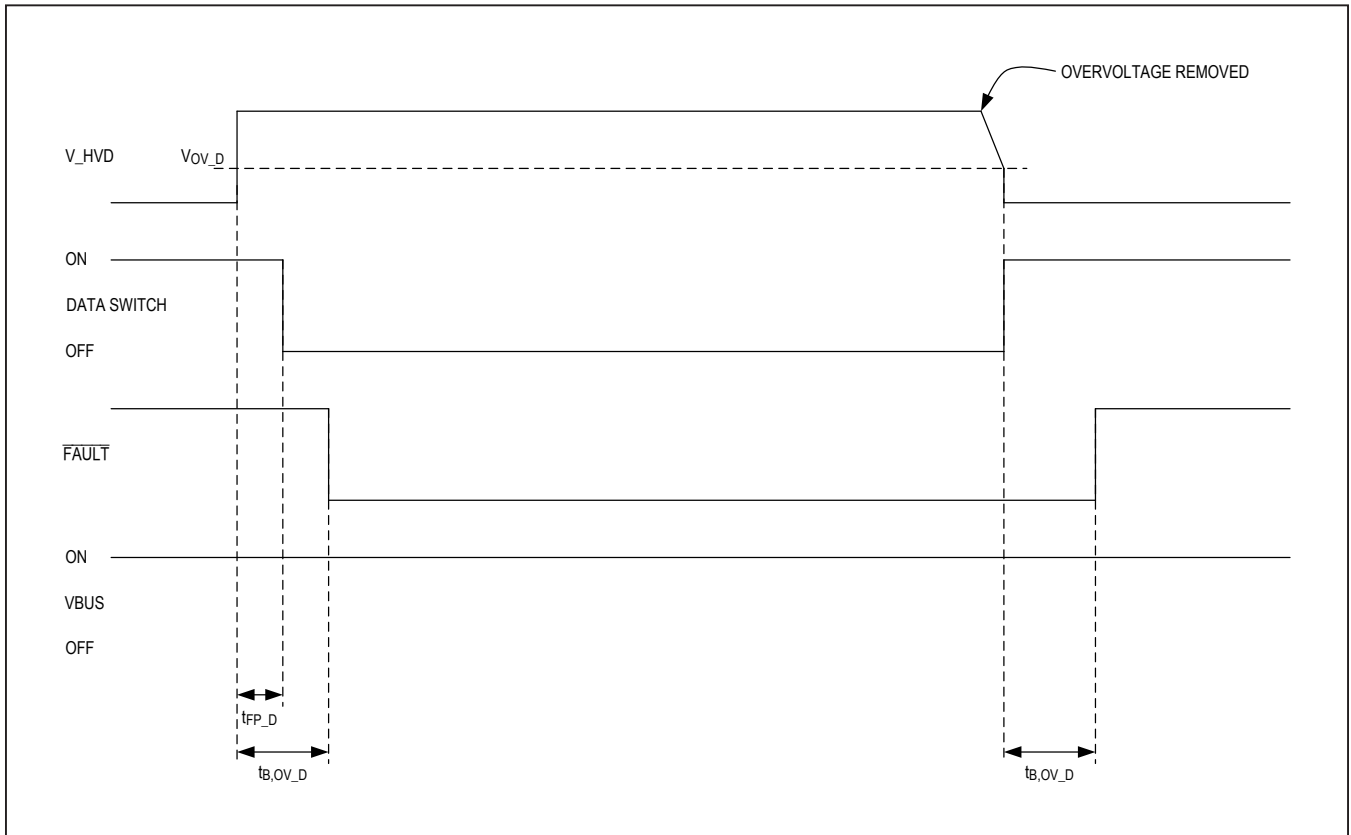 OVERVOLTAGE REMOVED
V_HVD
VOV_D
ON
DATA SWITCH
OFF
FAULT
ON
VBUS
OFF
tFP_D
tB,OV_D
tB,OV_D